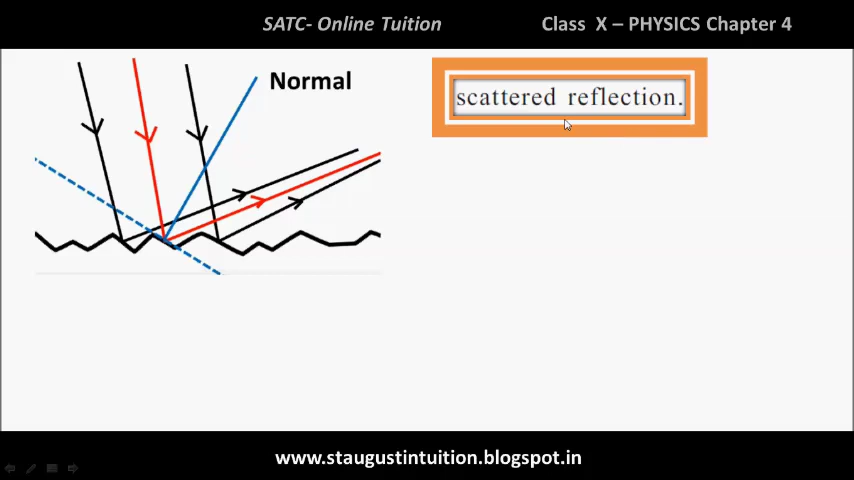 SATC- Online Tuition
Class X – PHYSICS Chapter 4
Normal
scattered reflection.
www.staugustintuition.blogspot.in